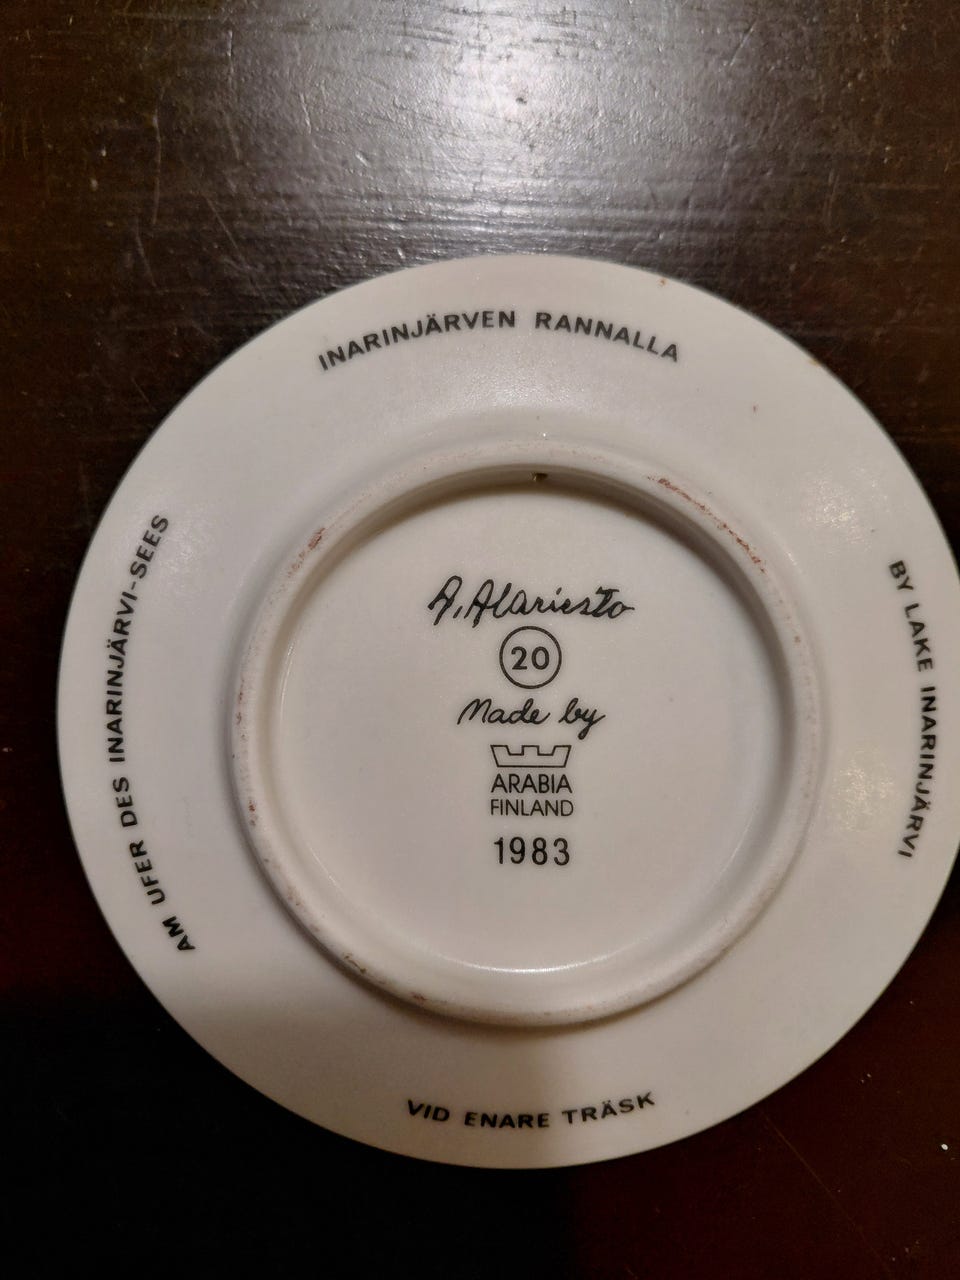 INARINJÄRVEN RANNALLA
BY LAKE INARINJÄRVI
VID ENARE TRÄSK
AM UFER DES INARINJÄRVI-SEES
A. Alariesto
20
Made by
ARABIA
FINLAND
1983